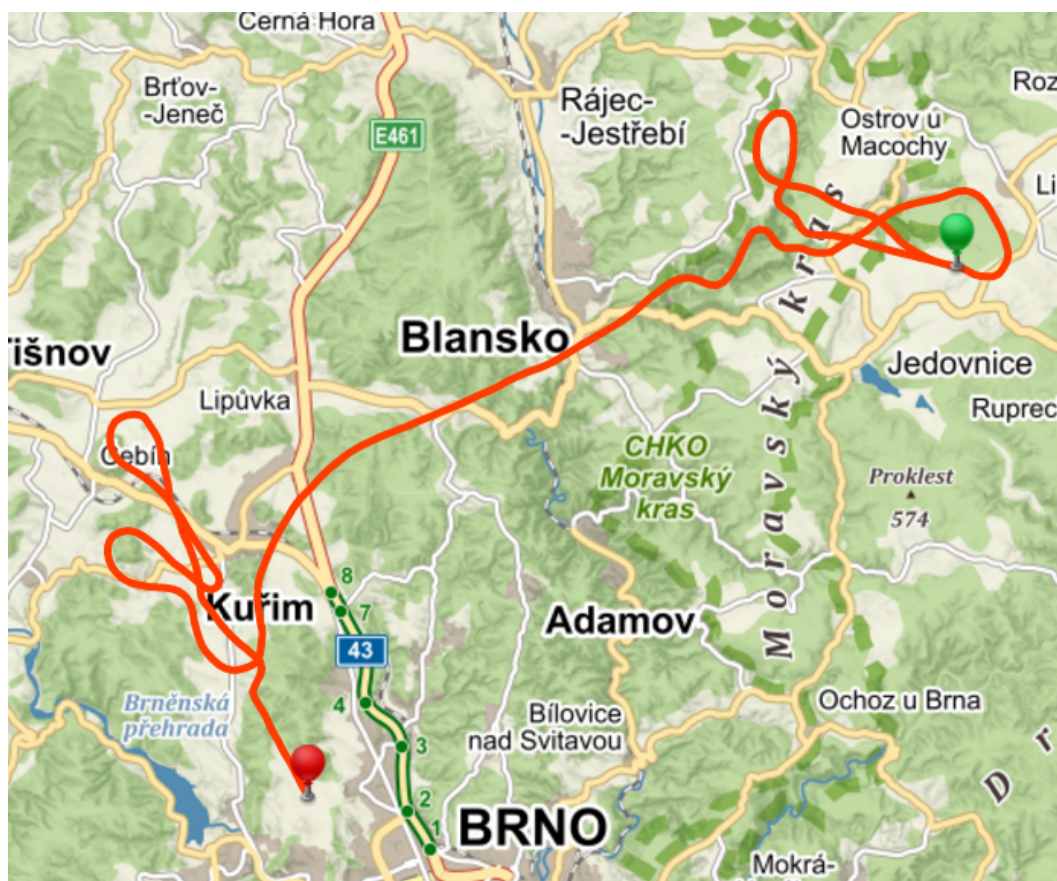 Černá Hora
Brťov-
-Jeneč
E461
Rájec-
-Jestřebí
Ostrov u
Macochy
Roz
Li
Blansko
Tišnov
Lipůvka
Jedovnice
Ruprec
Čebín
CHKO
Moravský
kras
Moravský kras
Proklest
574
8
7
Kuřim
43
Adamov
4
Brněnská
přehrada
3
Bílovice
nad Svitavou
Ochoz u Brna
D r
2
1
BRNO
Mokrá-